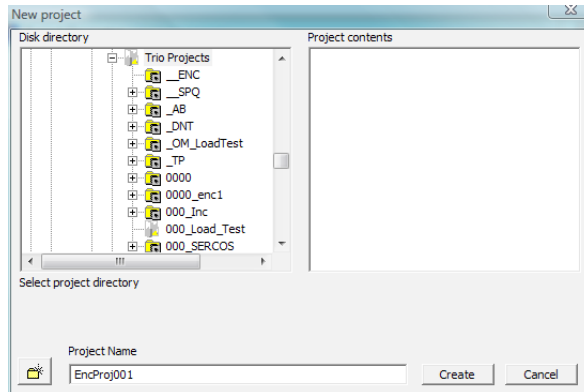 New project
Disk directory
Project contents
Trio Projects
__ENC
__SPQ
_AB
_DNT
_OM_LoadTest
_TP
0000
0000_enc1
000_Inc
000_Load_Test
000_SERCOS
Select project directory
Project Name
EncProj001
Create
Cancel